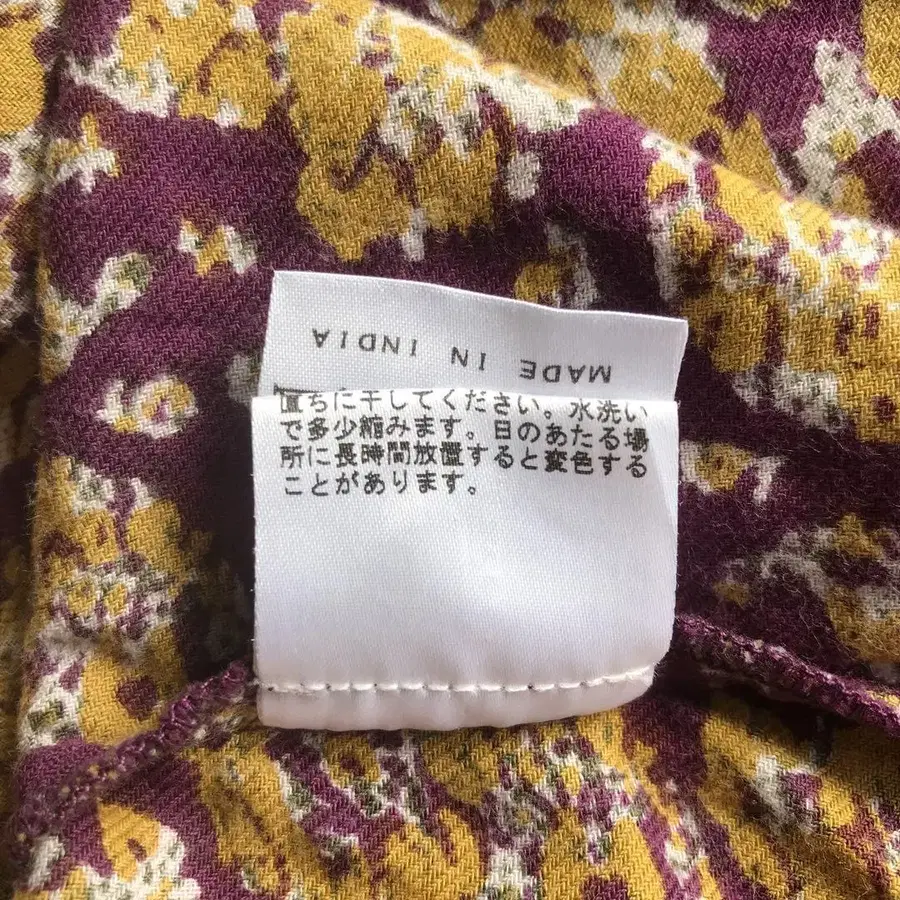 MADE IN INDIA
直ちに干してください。水洗い
で多少縮みます。日のあたる場
所に長時間放置すると変色する
ことがあります。